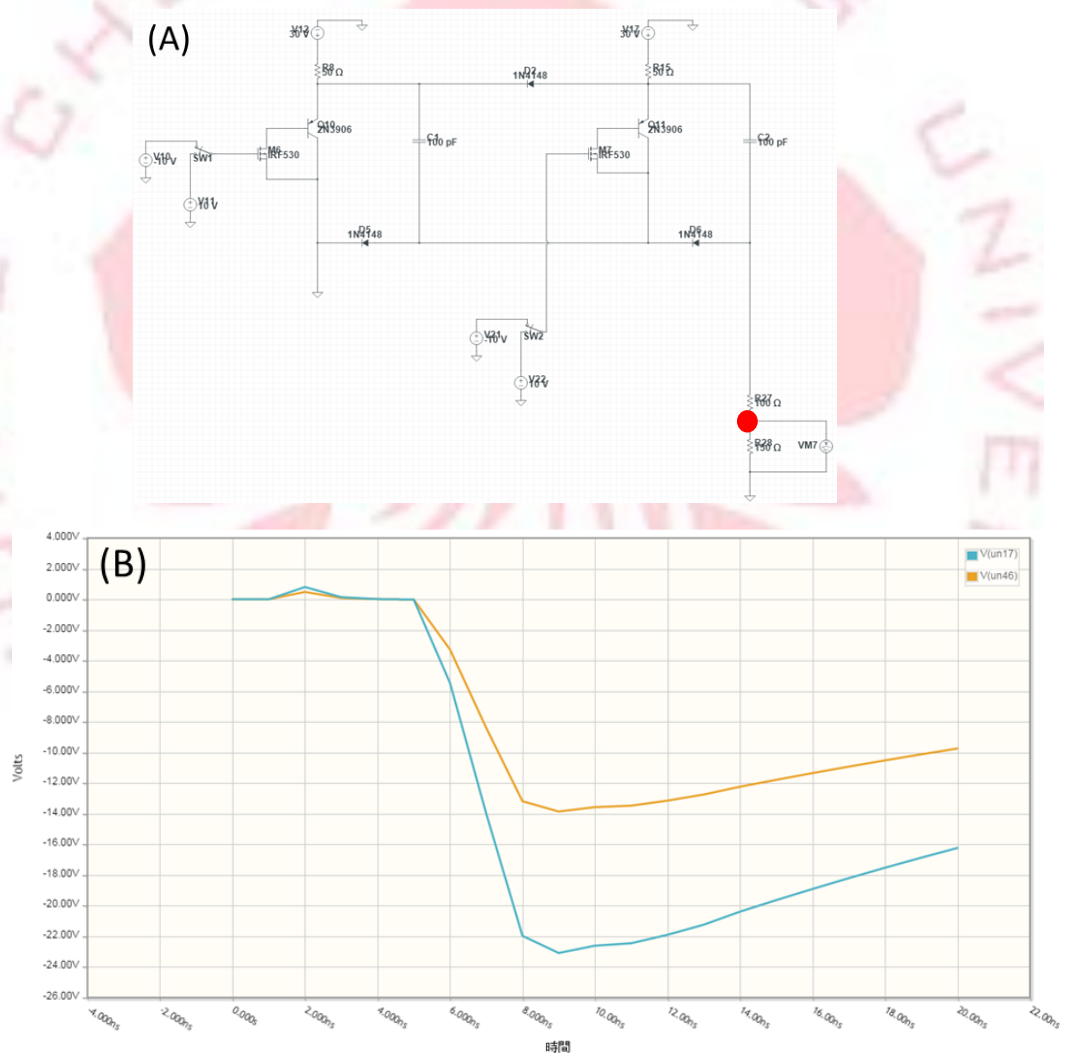 (A)
V12
30 V
V17
30 V
R8
50 Ω
D2
1N4148
R15
50 Ω
Q10
2N3906
C1
100 pF
Q11
2N3906
C2
100 pF
V10
-10 V
SW1
M6
IRF530
M7
IRF530
V11
10 V
D5
1N4148
D6
1N4148
V21
-10 V
SW2
V22
10 V
R27
100 Ω
R28
150 Ω
VM7
UNIVE
(B)
V(un17)
V(un46)
4.000V
2.000V
0.000V
-2.000V
-4.000V
-6.000V
-8.000V
-10.00V
-12.00V
-14.00V
-16.00V
-18.00V
-20.00V
-22.00V
-24.00V
-26.00V
Volts
-4.000ns
-2.000ns
0.000s
2.000ns
4.000ns
6.000ns
8.000ns
10.00ns
12.00ns
14.00ns
16.00ns
18.00ns
20.00ns
22.00ns
時間